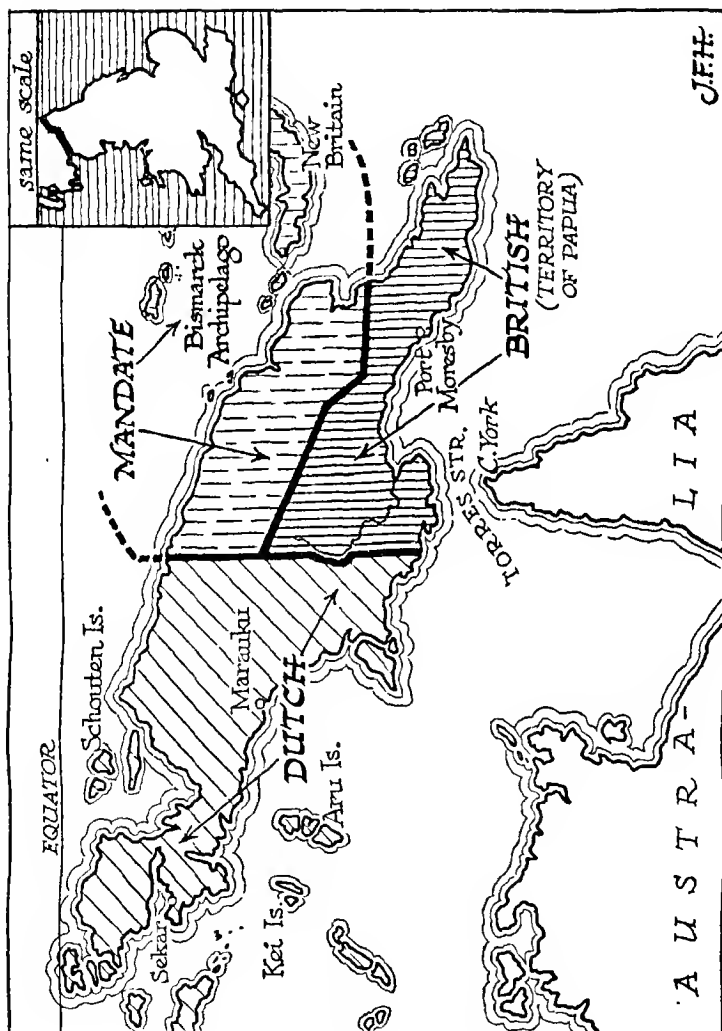 EQUATOR
same scale
Schouten Is.
MANDATE
Bismarck
Archipelago
New
Britain
Sekar
DUTCH
Marauku
Kei Is.
Aru Is.
Port
Moresby
BRITISH
(TERRITORY
OF PAPUA)
TORRES STR.
C. York
AUSTRA-
LIA
J.F.H.